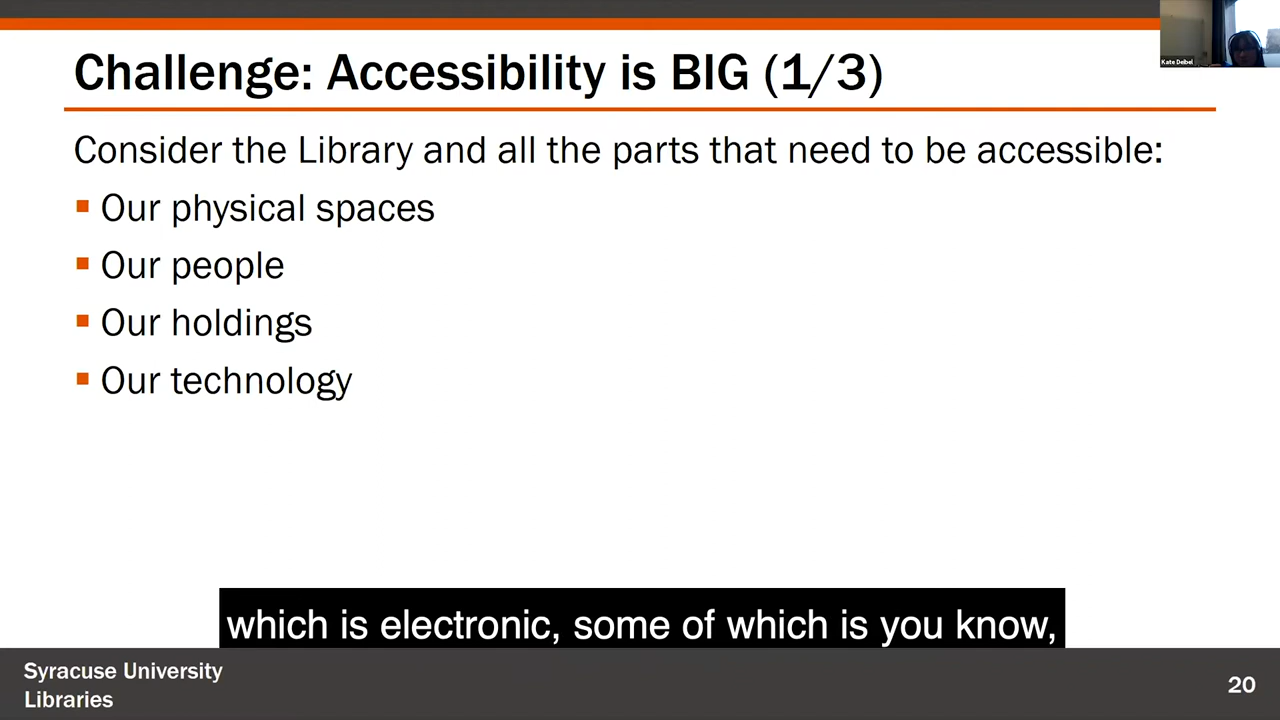 Challenge: Accessibility is BIG (1/3)
Kate Deibel
Consider the Library and all the parts that need to be accessible:
Our physical spaces
Our people
Our holdings
Our technology
which is electronic, some of which is you know,
Syracuse University
Libraries
20